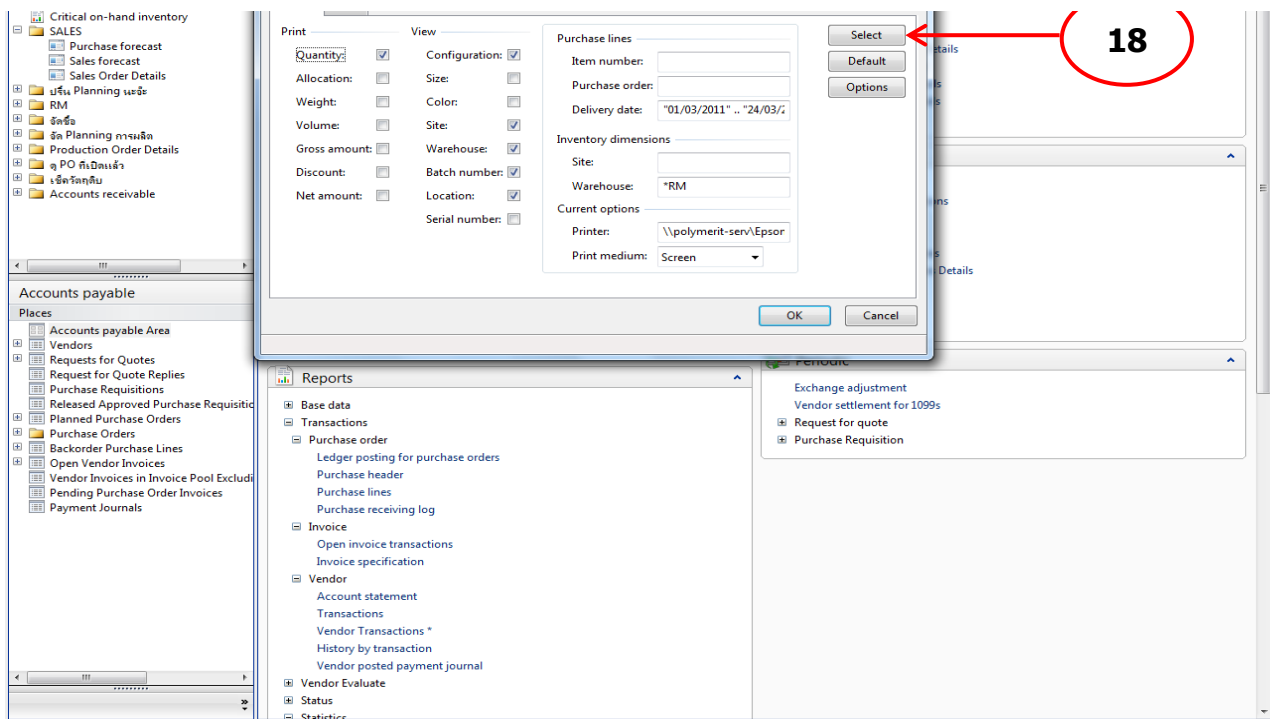 Critical on-hand inventory
SALES
Purchase forecast
Sales forecast
Sales Order Details
ปริ้น Planning นะจ๊ะ
RM
จัดซื้อ
จัด Planning การผลิต
Production Order Details
ดู PO ที่เปิดแล้ว
เช็ควัตถุดิบ
Accounts receivable
Accounts payable
Places
Accounts payable Area
Vendors
Requests for Quotes
Request for Quote Replies
Purchase Requisitions
Released Approved Purchase Requisitic
Planned Purchase Orders
Purchase Orders
Backorder Purchase Lines
Open Vendor Invoices
Vendor Invoices in Invoice Pool Excludi
Pending Purchase Order Invoices
Payment Journals
Print
Quantity:
Allocation:
Weight:
Volume:
Gross amount:
Discount:
Net amount:
View
Configuration:
Size:
Color:
Site:
Warehouse:
Batch number:
Location:
Serial number:
Purchase lines
Item number:
Purchase order:
Delivery date: "01/03/2011" .. "24/03/2
Inventory dimensions
Site:
Warehouse: *RM
Current options
Printer: \\polymerit-serv\Epsor
Print medium: Screen
Select
Default
Options
OK
Cancel
18
etails
ls
s
ons
s
Details
Reports
Base data
Transactions
Purchase order
Ledger posting for purchase orders
Purchase header
Purchase lines
Purchase receiving log
Invoice
Open invoice transactions
Invoice specification
Vendor
Account statement
Transactions
Vendor Transactions *
History by transaction
Vendor posted payment journal
Vendor Evaluate
Status
Statistics
Periodic
Exchange adjustment
Vendor settlement for 1099s
Request for quote
Purchase Requisition